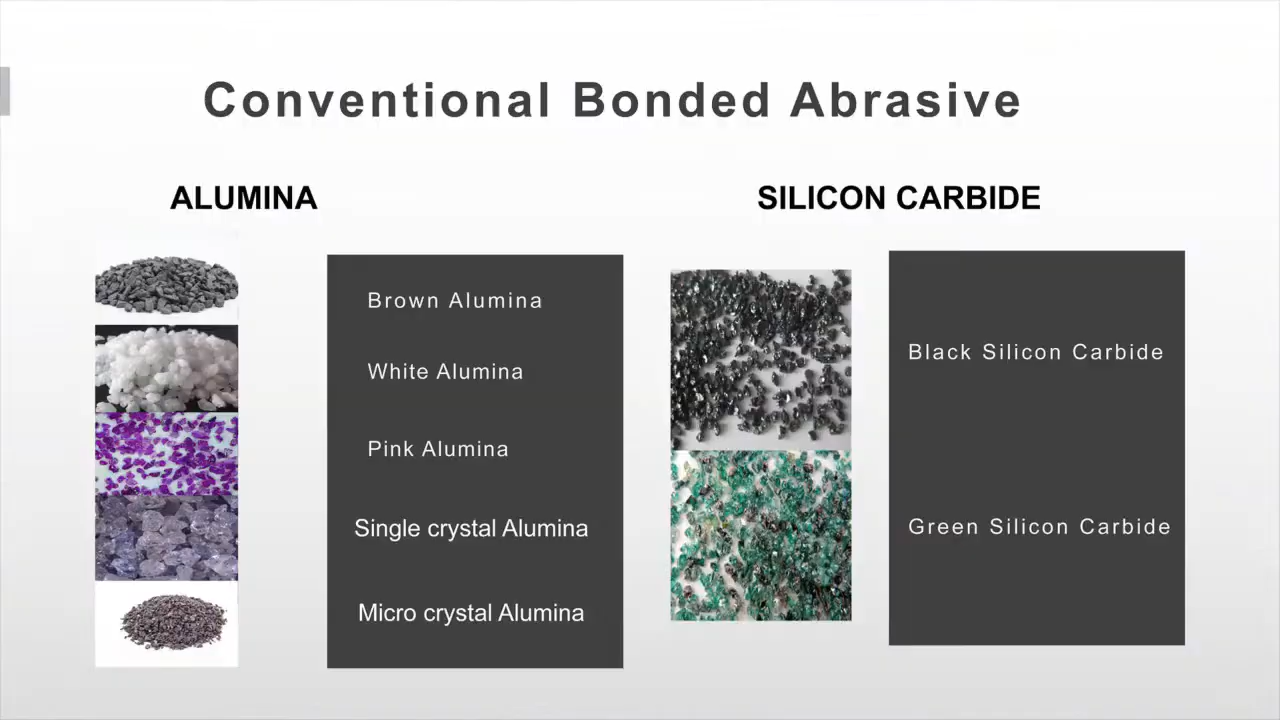 Conventional Bonded Abrasive
ALUMINA
Brown Alumina
White Alumina
Pink Alumina
Single crystal Alumina
Micro crystal Alumina
SILICON CARBIDE
Black Silicon Carbide
Green Silicon Carbide